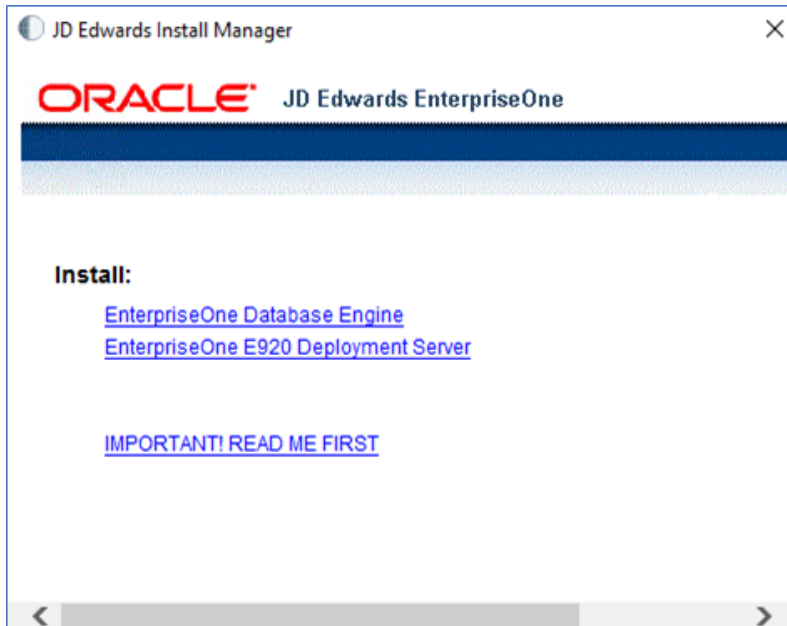 JD Edwards Install Manager
ORACLE JD Edwards EnterpriseOne
Install:
EnterpriseOne Database Engine
EnterpriseOne E920 Deployment Server
IMPORTANT! READ ME FIRST